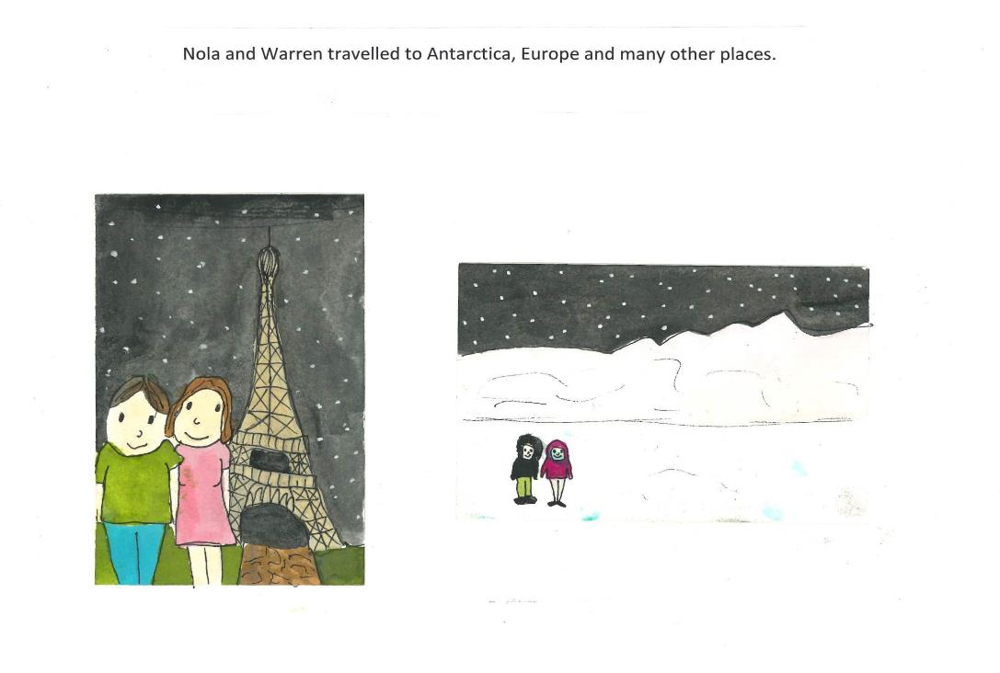 Nola and Warren travelled to Antarctica, Europe and many other places.